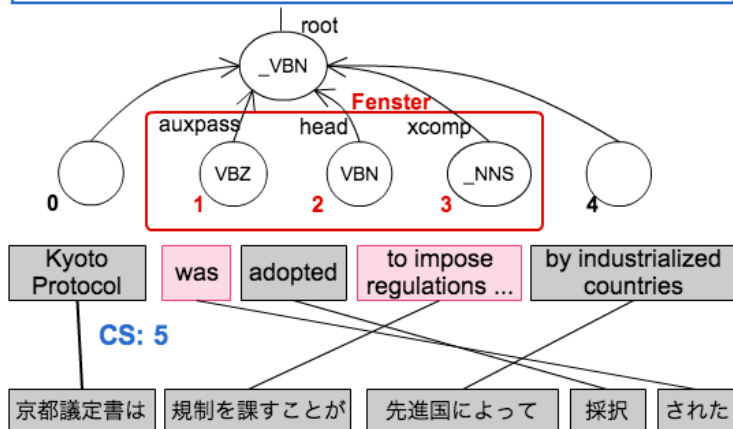 root
_VBN
Fenster
auxpass
head
xcomp
VBZ
VBN
_NNS
0
1
2
3
4
Kyoto
Protocol
was
adopted
to impose
regulations ...
by industrialized
countries
CS: 5
京都議定書は
規制を課すことが
先進国によって
採択
された